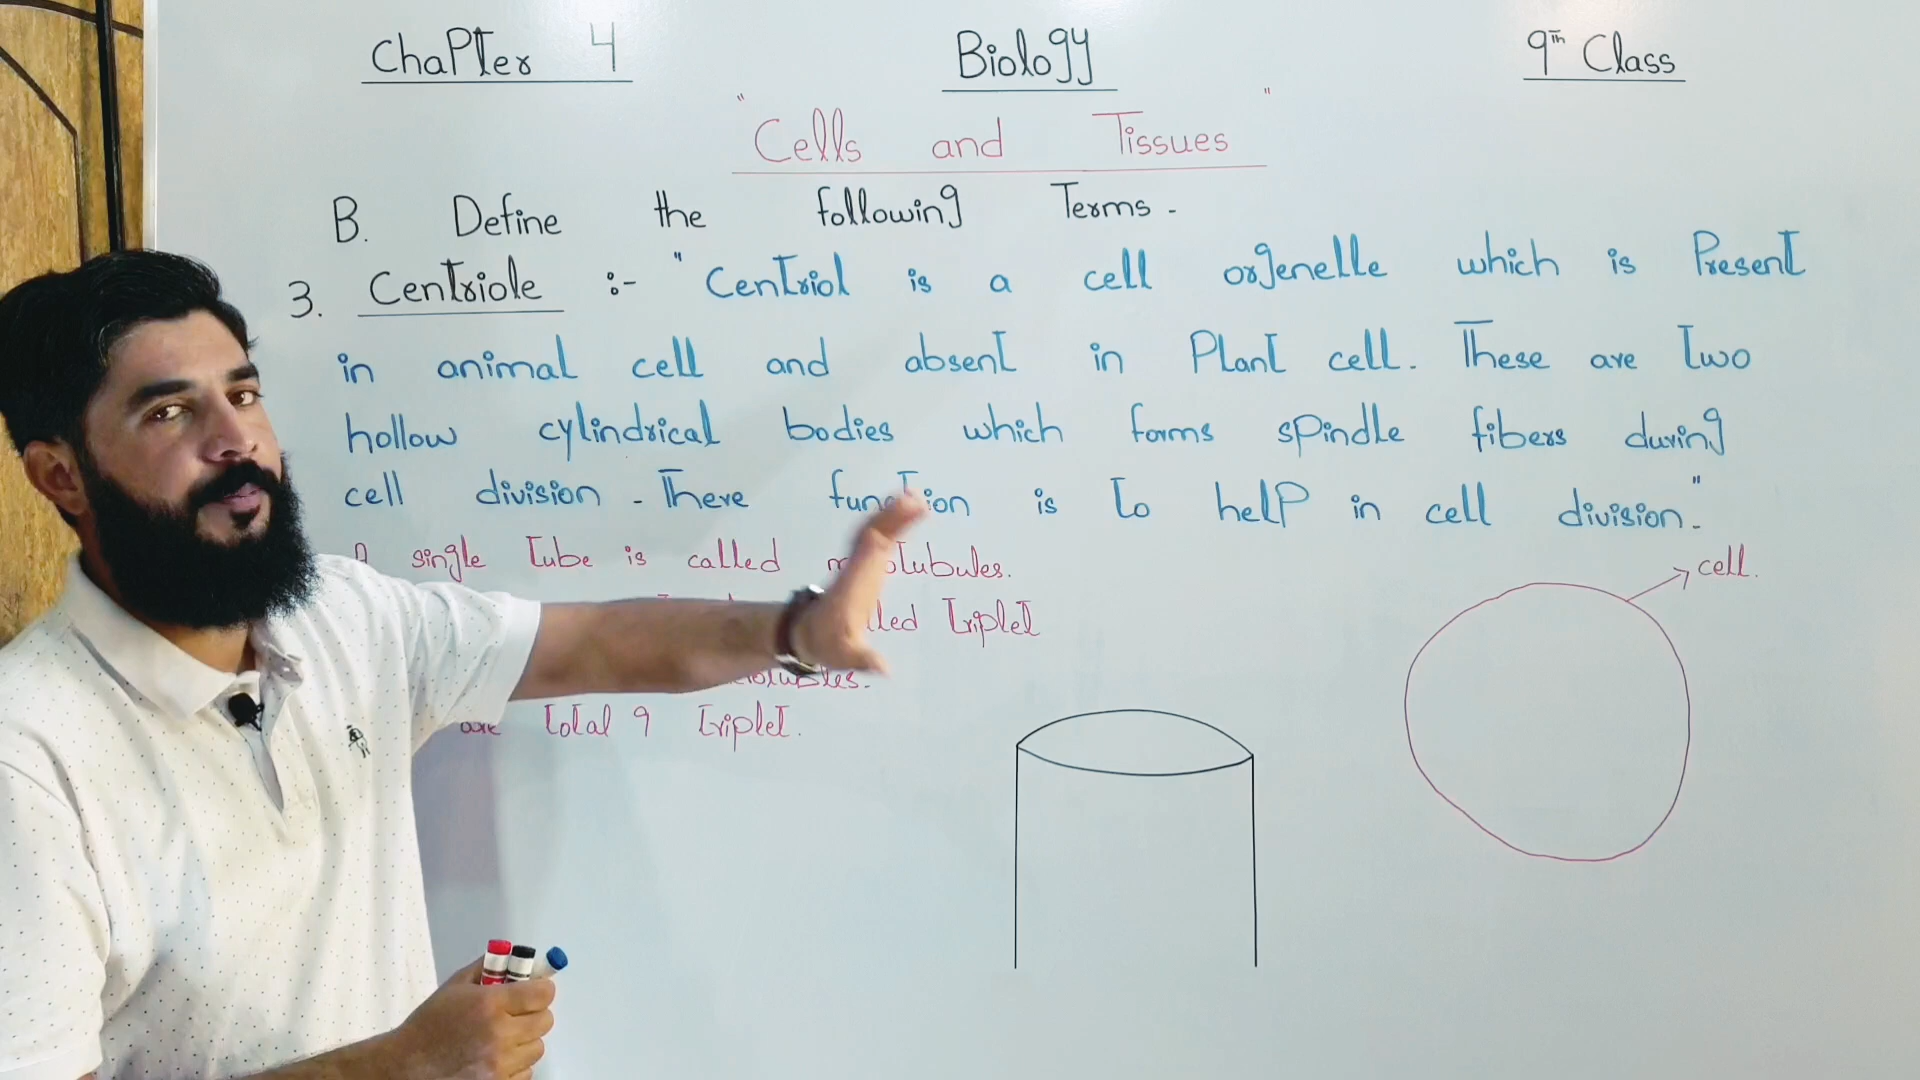 Chapter 4 Biology 9th Class
"Cells and Tissues"
B. Define the following Terms.
3. Centriole :- "Centriol is a cell orgenelle which is Present
in animal cell and absent in Plant cell. These are two
hollow cylindrical bodies which forms spindle fibers during
cell division. There function is to help in cell division."
single tube is called
cell.
triplet
are total 9 triplet.